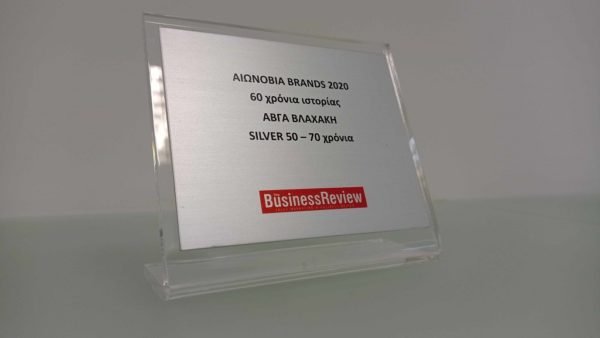 ΑΙΩΝΟΒΙΑ BRANDS 2020
60 χρόνια ιστορίας
ΑΒΓΑ ΒΛΑΧΑΚΗ
SILVER 50 – 70 χρόνια
BusinessReview